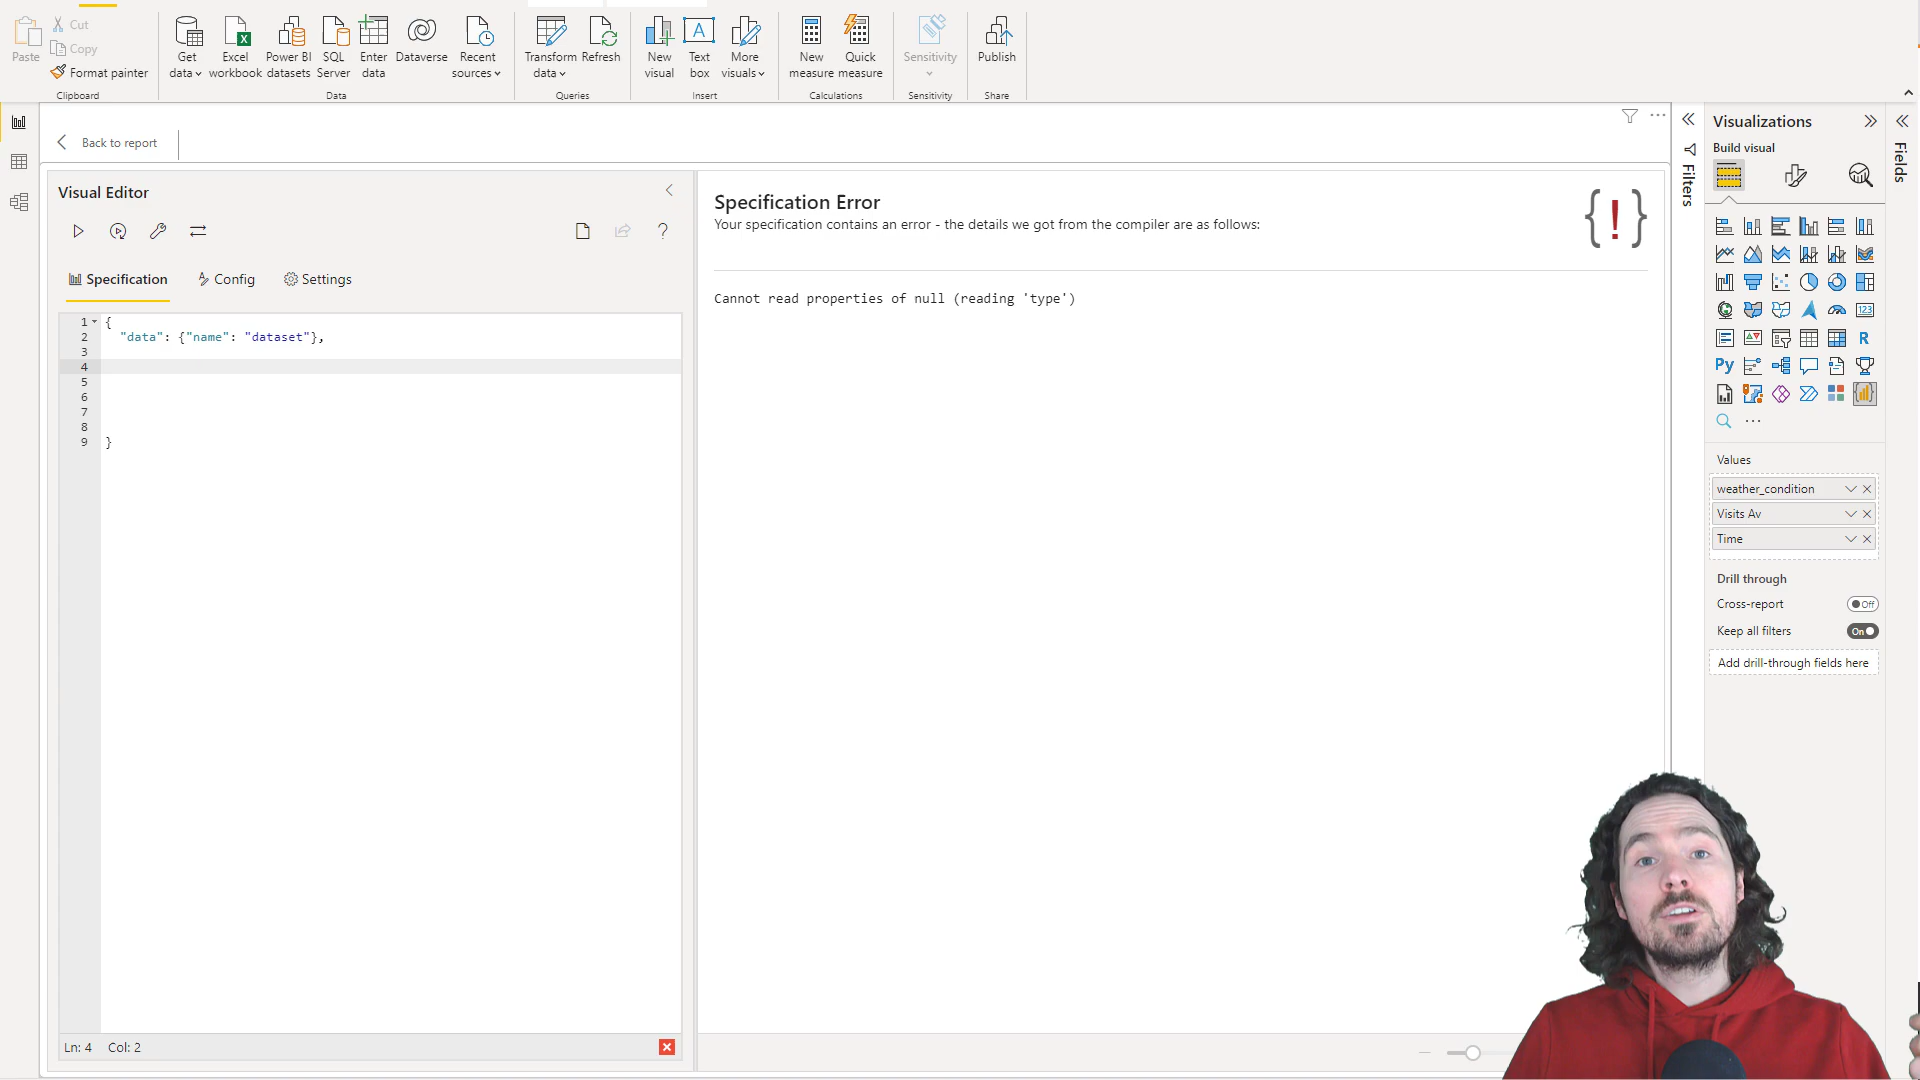 Paste
Cut
Copy
Format painter
Clipboard
Get
data
Excel
workbook
Power BI
datasets
SQL
Server
Enter
data
Dataverse
Recent
sources
Data
Transform
data
Refresh
Queries
New
visual
A
Text
box
More
visuals
Insert
New
measure
Quick
measure
Calculations
Sensitivity
Sensitivity
Publish
Share
Back to report
Visual Editor
?
Specification
Config
Settings
1 {
2 "data": {"name": "dataset"},
3
4
5
6
7
8
9 }
Ln: 4 Col: 2
Specification Error
Your specification contains an error - the details we got from the compiler are as follows:
{!}
Cannot read properties of null (reading 'type')
Filters
Visualizations
Build visual
123
R
Py
...
Values
weather_condition
Visits Av
Time
Drill through
Cross-report
Off
Keep all filters
On
Add drill-through fields here
Fields